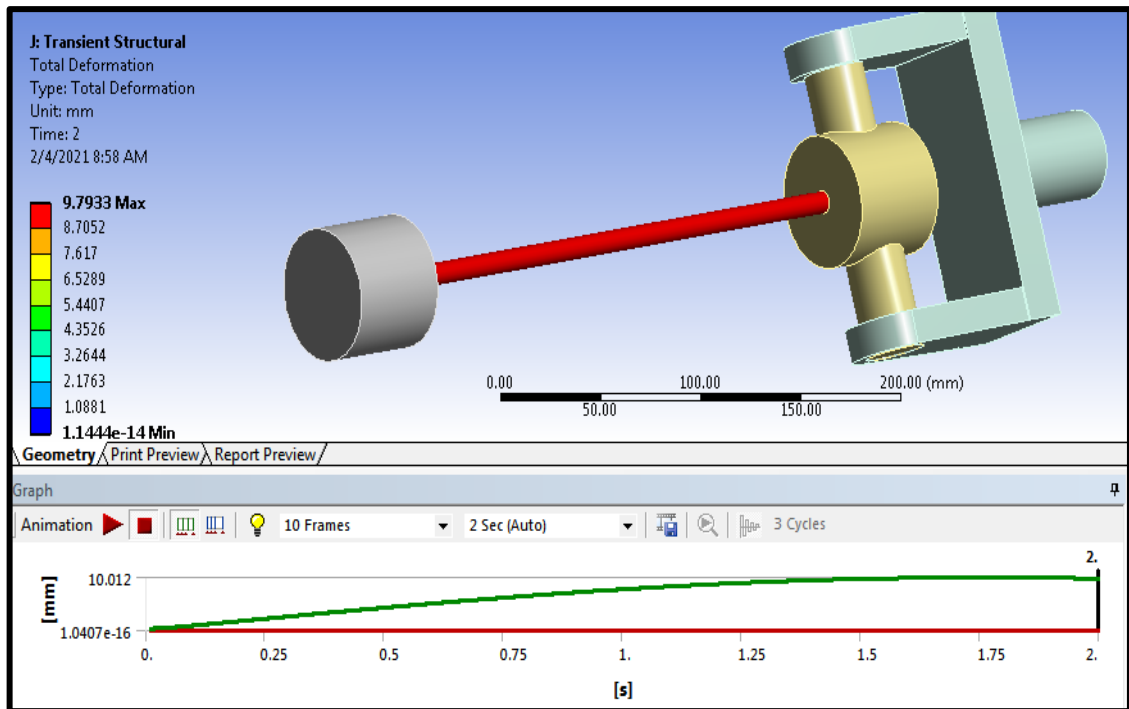 J: Transient Structural
Total Deformation
Type: Total Deformation
Unit: mm
Time: 2
2/4/2021 8:58 AM
9.7933 Max
8.7052
7.617
6.5289
5.4407
4.3526
3.2644
2.1763
1.0881
1.1444e-14 Min
0.00 100.00 200.00 (mm)
50.00 150.00
Geometry Print Preview Report Preview
Graph
Animation 10 Frames 2 Sec (Auto) 3 Cycles
2.
10.012
[mm]
1.0407e-16
0. 0.25 0.5 0.75 1. 1.25 1.5 1.75 2.
[s]